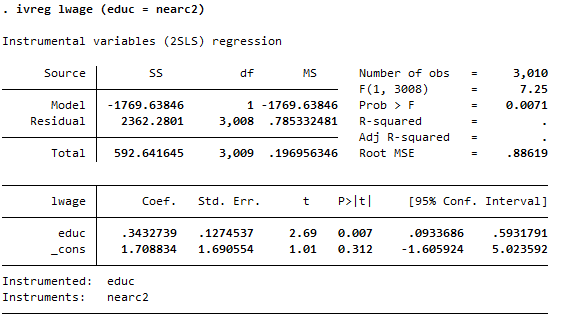 . ivreg lwage (educ = nearc2)
Instrumental variables (2SLS) regression
Source SS df MS Number of obs = 3,010
F(1, 3008) = 7.25
Model -1769.63846 1 -1769.63846 Prob > F = 0.0071
Residual 2362.2801 3,008 .785332481 R-squared = .
Adj R-squared = .
Total 592.641645 3,009 .196956346 Root MSE = .88619
lwage Coef. Std. Err. t P>|t| [95% Conf. Interval]
educ .3432739 .1274537 2.69 0.007 .0933686 .5931791
_cons 1.708834 1.690554 1.01 0.312 -1.605924 5.023592
Instrumented: educ
Instruments: nearc2